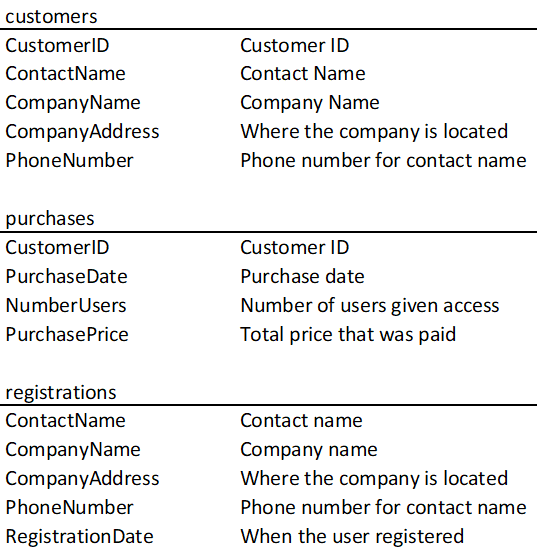 customers
CustomerID Customer ID
ContactName Contact Name
CompanyName Company Name
CompanyAddress Where the company is located
PhoneNumber Phone number for contact name
purchases
CustomerID Customer ID
PurchaseDate Purchase date
NumberUsers Number of users given access
PurchasePrice Total price that was paid
registrations
ContactName Contact name
CompanyName Company name
CompanyAddress Where the company is located
PhoneNumber Phone number for contact name
RegistrationDate When the user registered